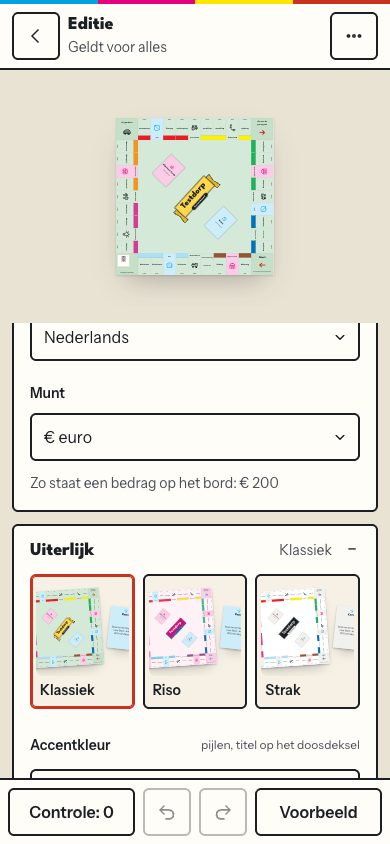 Editie
Geldt voor alles
Testdorp
Nederlands
Munt
€ euro
Zo staat een bedrag op het bord: € 200
Uiterlijk
Klassiek
Klassiek
Riso
Strak
Accentkleur
pijlen, titel op het doosdeksel
Controle: 0
Voorbeeld